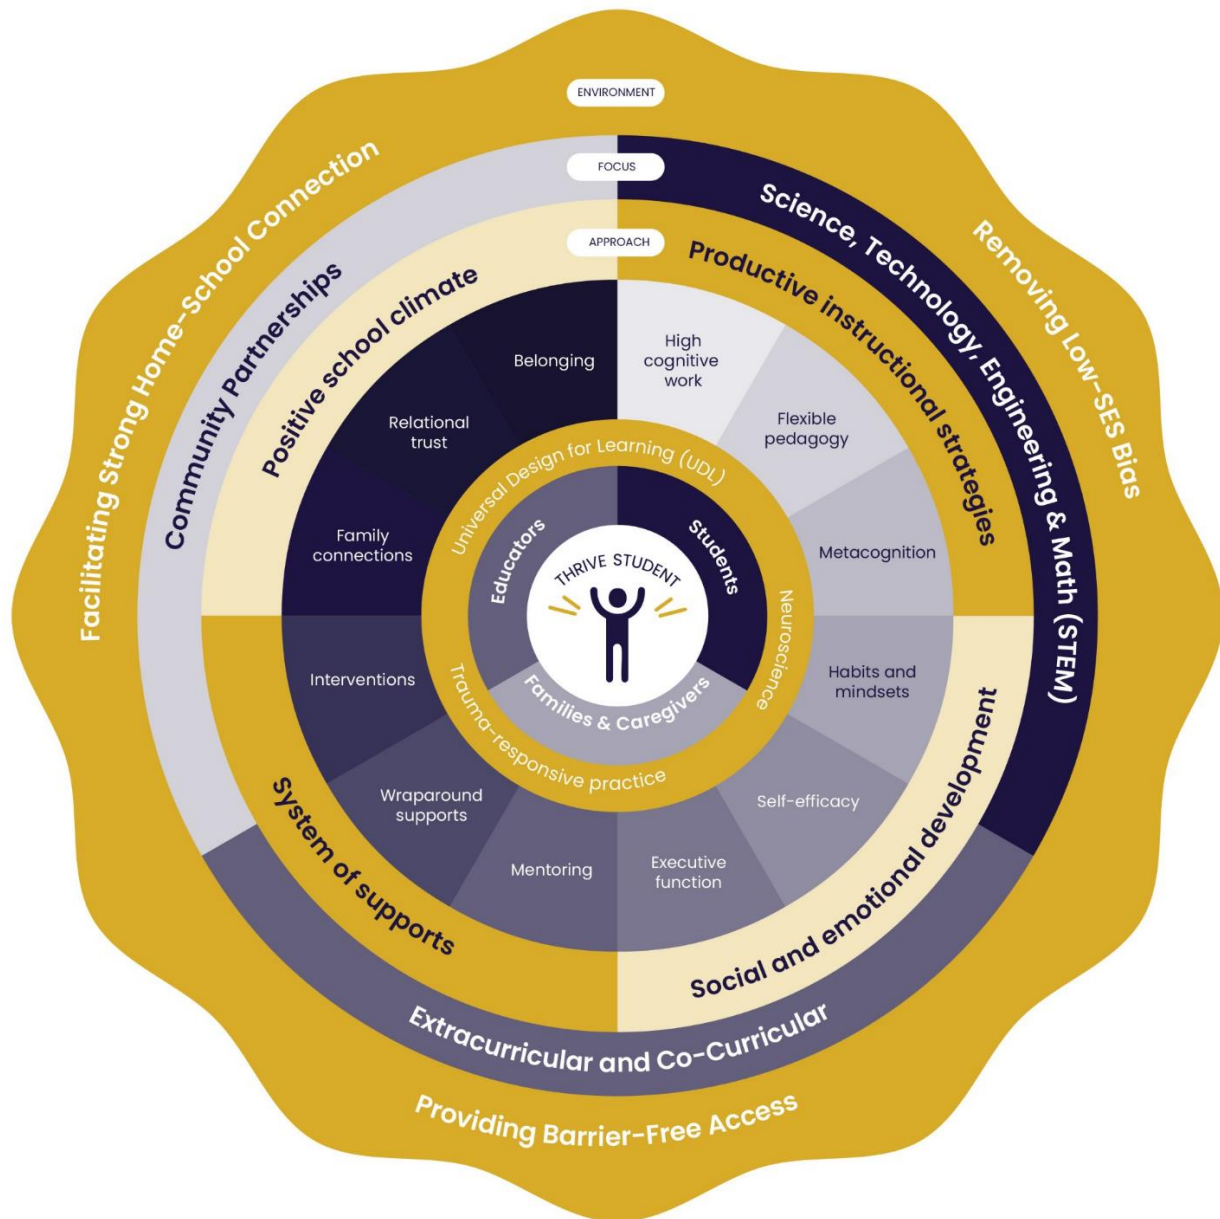 ENVIRONMENT
Facilitating Strong Home-School Connection
Removing Low-SES Bias
Providing Barrier-Free Access
FOCUS
Community Partnerships
Science, Technology, Engineering & Math (STEM)
Extracurricular and Co-Curricular
APPROACH
Positive school climate
Productive instructional strategies
Social and emotional development
System of supports
Belonging
High
cognitive
work
Flexible
pedagogy
Metacognition
Habits and
mindsets
Self-efficacy
Executive
function
Mentoring
Wraparound
supports
Interventions
Family
connections
Relational
trust
Universal Design for Learning (UDL)
Neuroscience
Trauma-responsive practice
Educators
Students
Families & Caregivers
THRIVE STUDENT